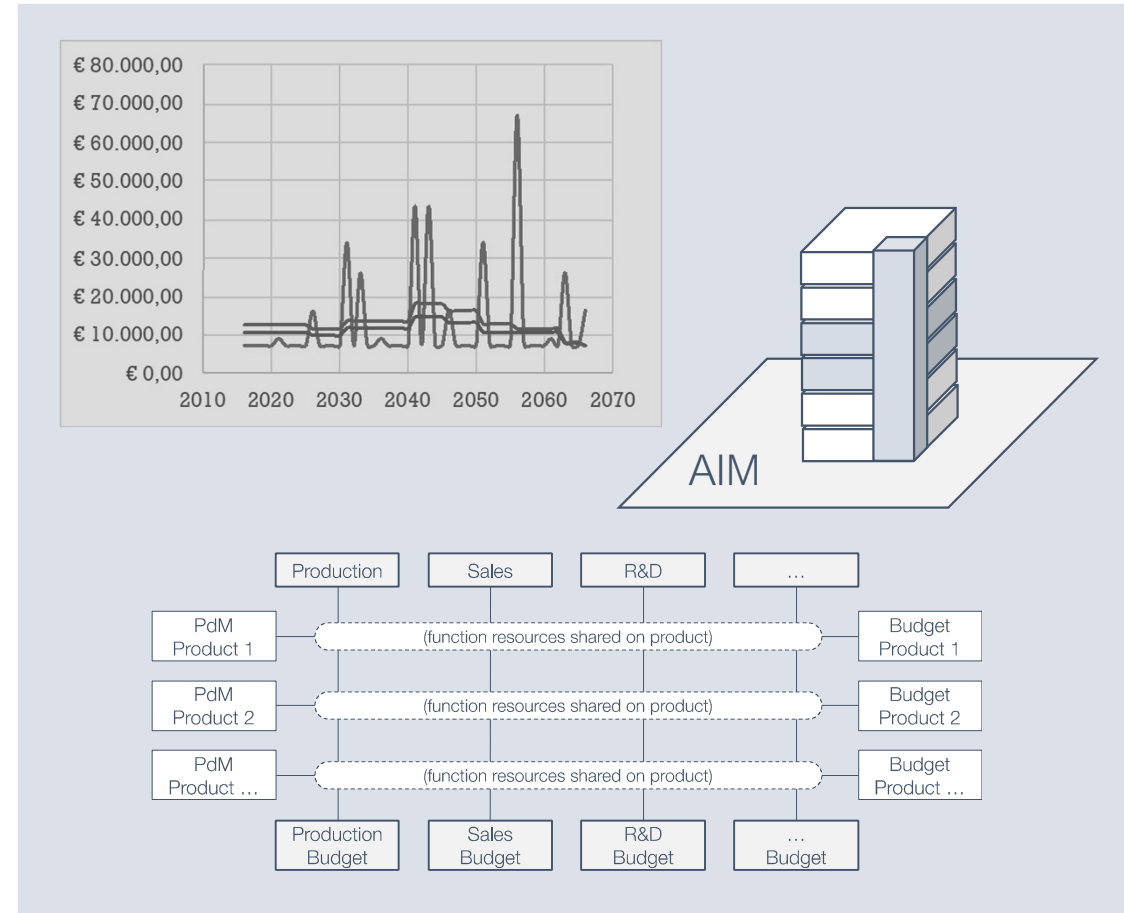 € 80.000,00
€ 70.000,00
€ 60.000,00
€ 50.000,00
€ 40.000,00
€ 30.000,00
€ 20.000,00
€ 10.000,00
€ 0,00
2010 2020 2030 2040 2050 2060 2070
AIM
Production Sales R&D ...
PdM
Product 1
(function resources shared on product)
Budget
Product 1
PdM
Product 2
(function resources shared on product)
Budget
Product 2
PdM
Product ...
(function resources shared on product)
Budget
Product ...
Production
Budget
Sales
Budget
R&D
Budget
...
Budget